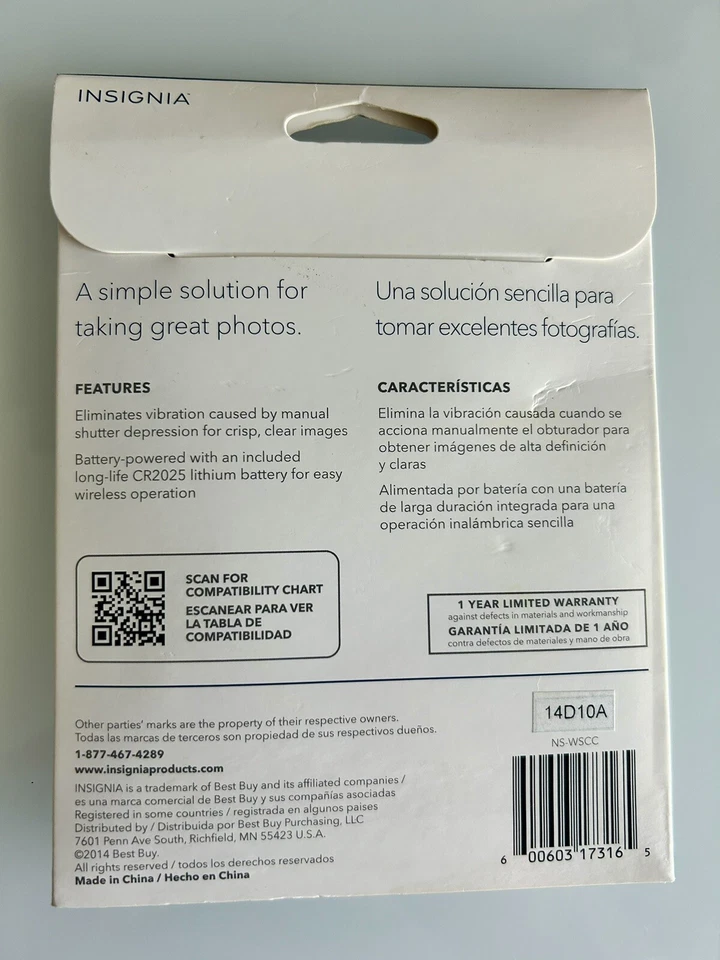 INSIGNIA™
A simple solution for
taking great photos.
Una solución sencilla para
tomar excelentes fotografías.
FEATURES
Eliminates vibration caused by manual
shutter depression for crisp, clear images
Battery-powered with an included
long-life CR2025 lithium battery for easy
wireless operation
CARACTERÍSTICAS
Elimina la vibración causada cuando se
acciona manualmente el obturador para
obtener imágenes de alta definición
y claras
Alimentada por batería con una batería
de larga duración integrada para una
operación inalámbrica sencilla
SCAN FOR
COMPATIBILITY CHART
ESCANEAR PARA VER
LA TABLA DE
COMPATIBILIDAD
1 YEAR LIMITED WARRANTY
against defects in materials and workmanship
GARANTÍA LIMITADA DE 1 AÑO
contra defectos de materiales y mano de obra
Other parties' marks are the property of their respective owners.
Todas las marcas de terceros son propiedad de sus respectivos dueños.
1-877-467-4289
www.insigniaproducts.com
INSIGNIA is a trademark of Best Buy and its affiliated companies /
es una marca comercial de Best Buy y sus compañías asociadas
Registered in some countries / registrada en algunos paises
Distributed by / Distribuida por Best Buy Purchasing, LLC
7601 Penn Ave South, Richfield, MN 55423 U.S.A.
©2014 Best Buy.
All rights reserved / todos los derechos reservados
Made in China / Hecho en China
14D10A
NS-WSCC
6 00603 17316 5